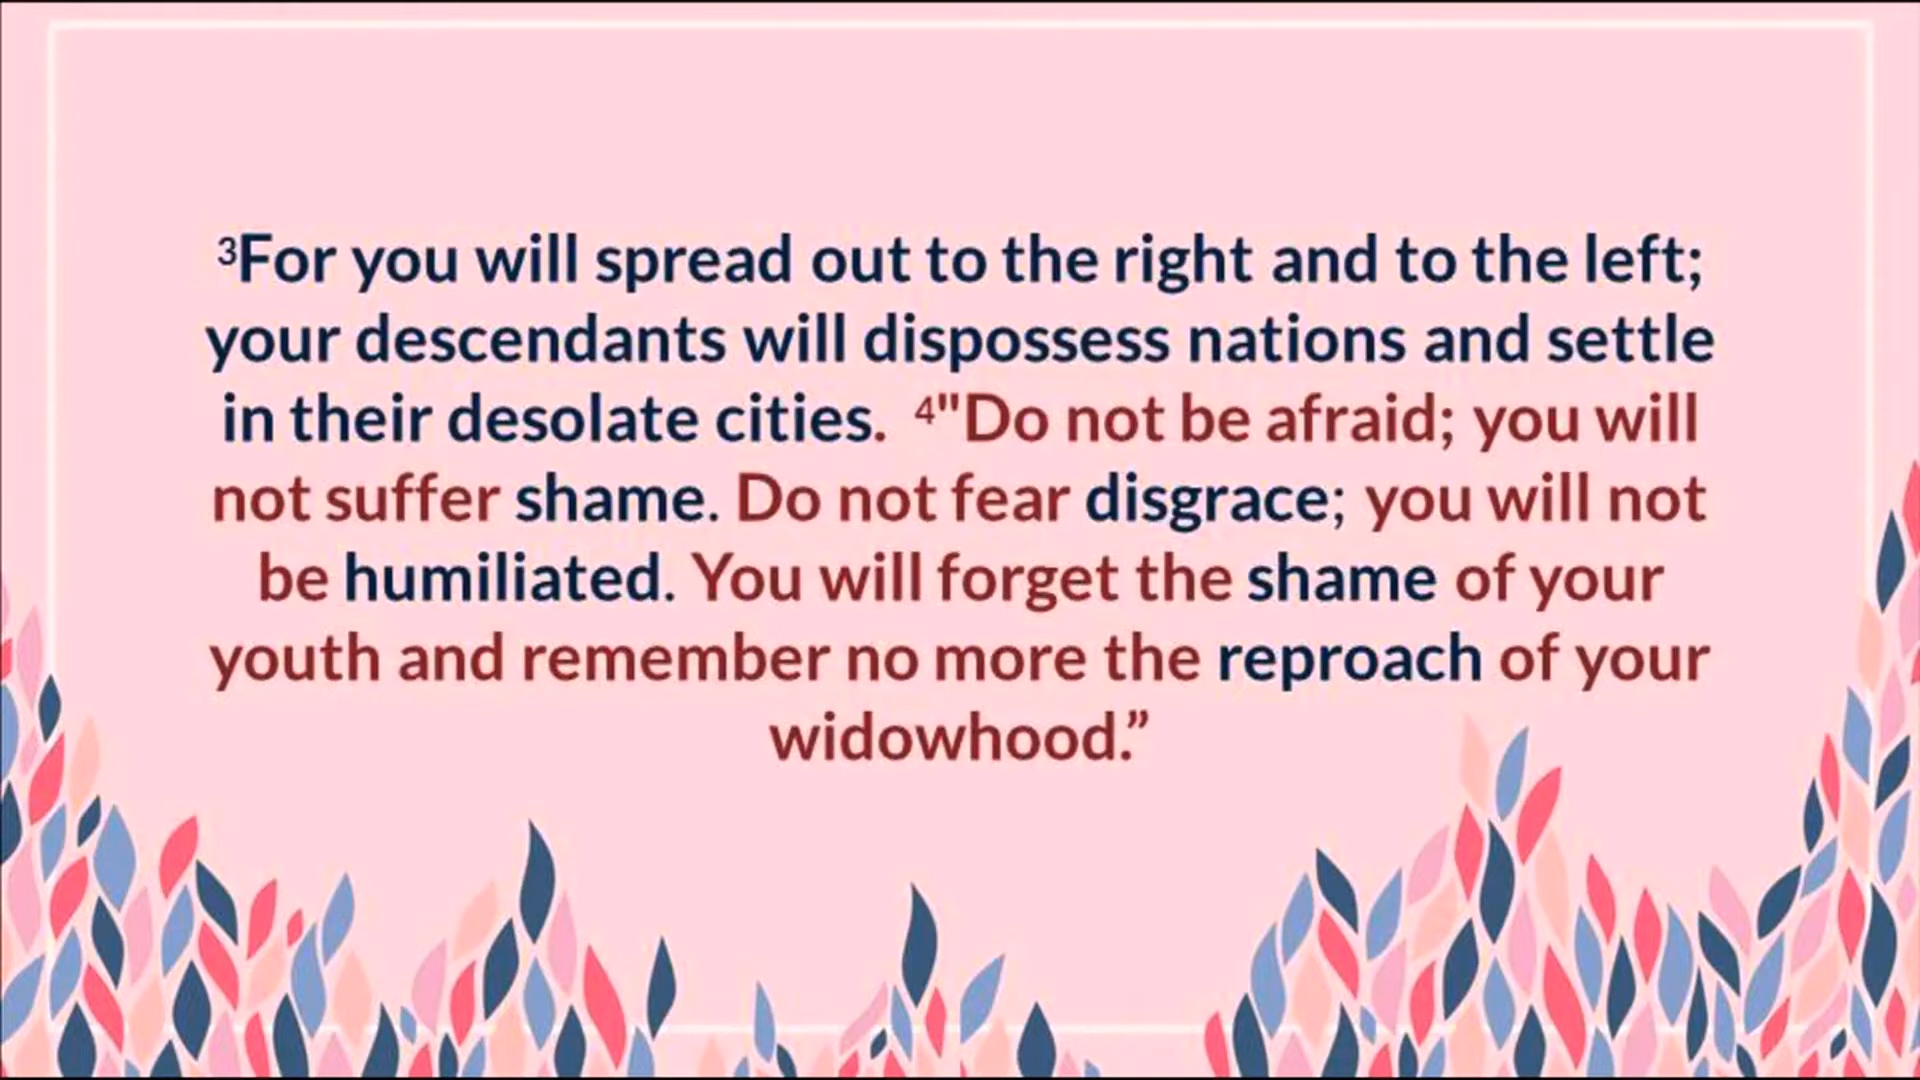 ³For you will spread out to the right and to the left;
your descendants will dispossess nations and settle
in their desolate cities. ⁴"Do not be afraid; you will
not suffer shame. Do not fear disgrace; you will not
be humiliated. You will forget the shame of your
youth and remember no more the reproach of your
widowhood.”